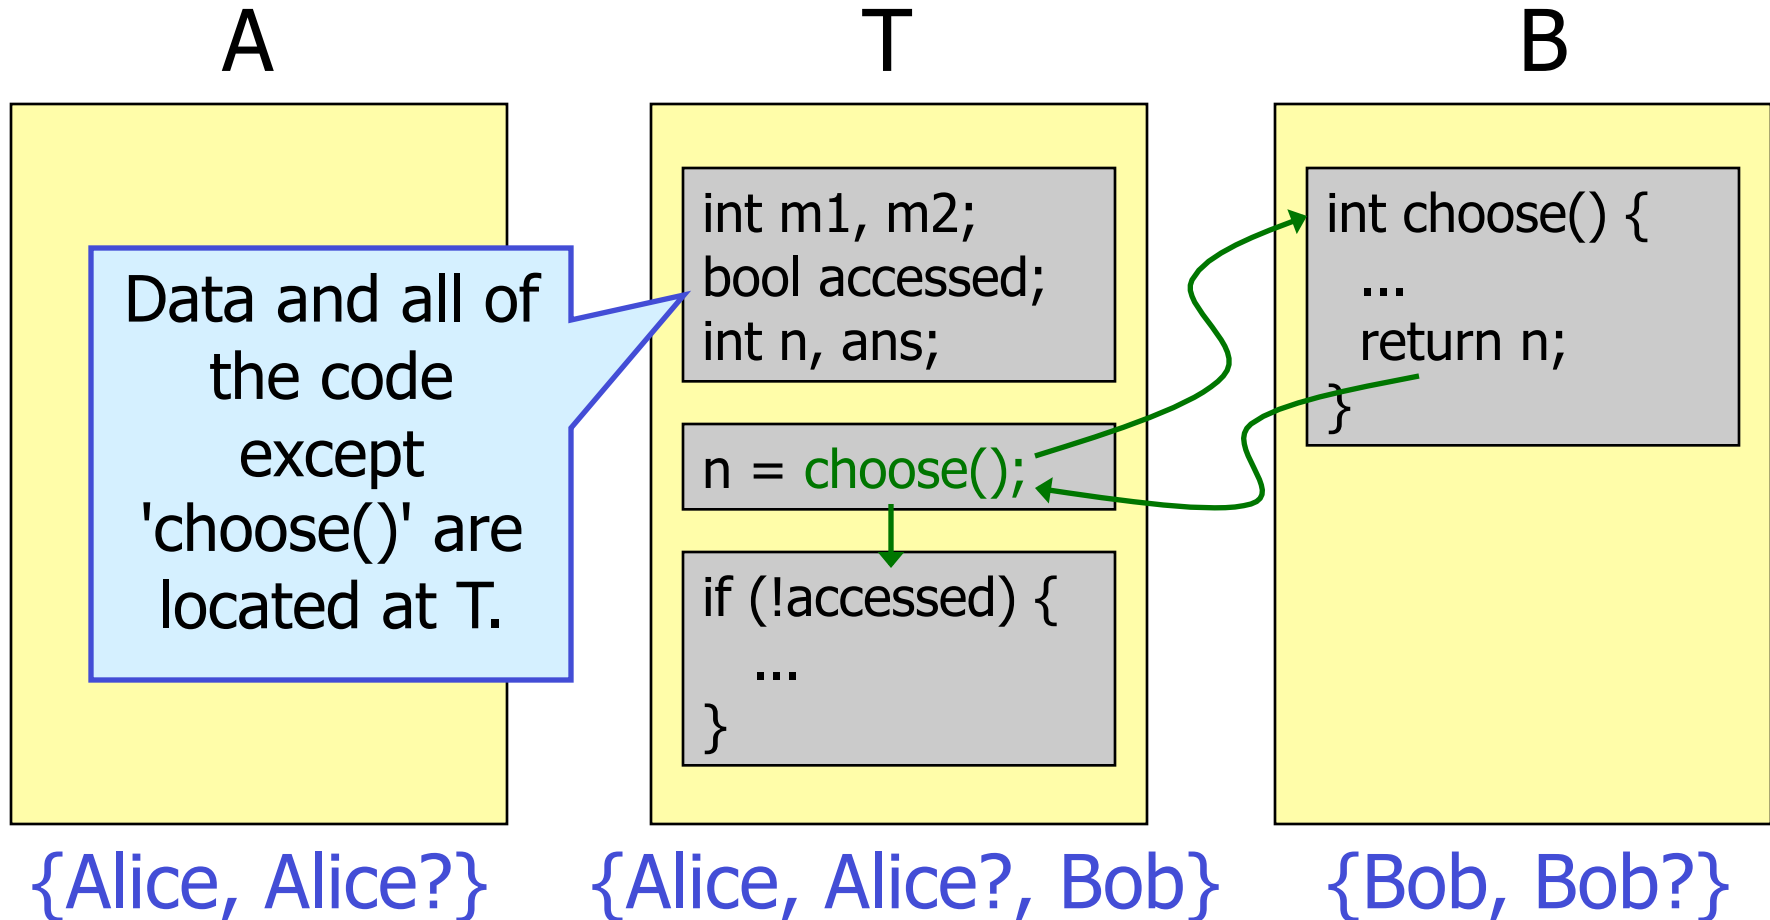 A
T
B
Data and all of
the code
except
'choose()' are
located at T.
int m1, m2;
bool accessed;
int n, ans;
n = choose();
if (!accessed) {
...
}
int choose() {
...
return n;
}
{Alice, Alice?}
{Alice, Alice?, Bob}
{Bob, Bob?}